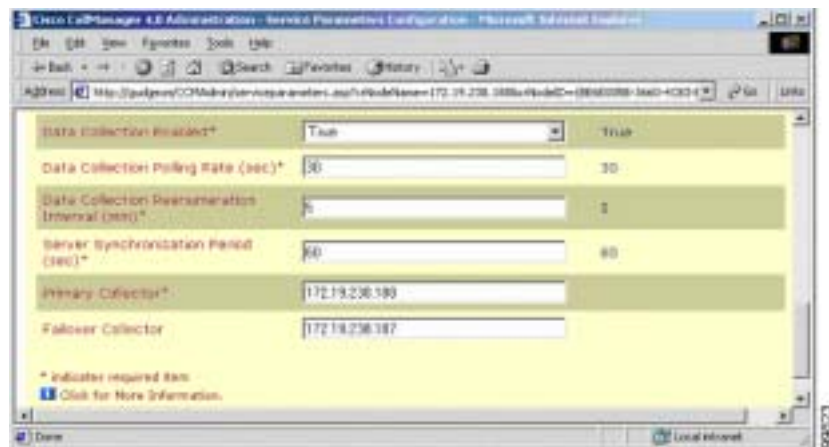 Cisco CallManager 4.0 Administration - Service Parameters Configuration - Microsoft Internet Explorer
File Edit View Favorites Tools Help
Back Search Favorites History
Address
Go Links
Data Collection Enabled* True True
Data Collection Polling Rate (sec)* 30 30
Data Collection Reenumeration
Interval (min)* 5
Server Synchronization Period
(sec)* 60 60
Primary Collector* 172.19.238.188
Failover Collector 172.19.238.187
* indicates required item
i Click for More Information.
Done Local intranet